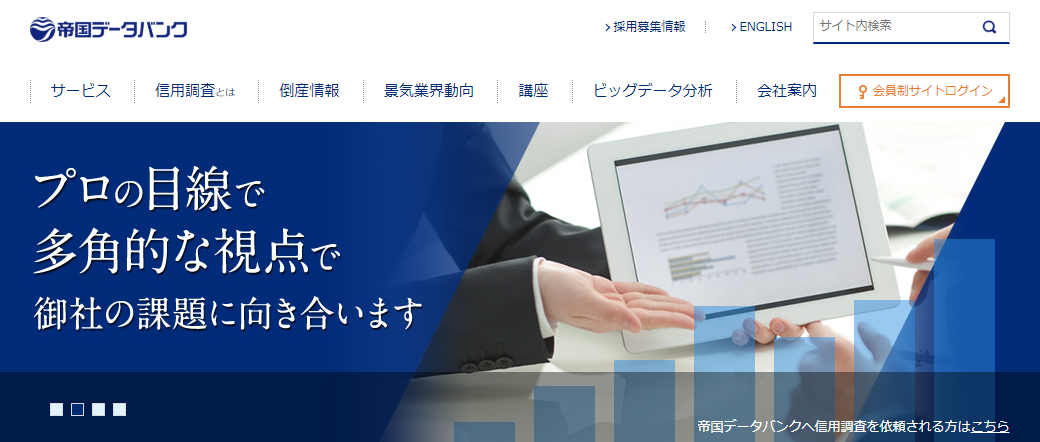 帝国データバンク
採用募集情報
ENGLISH
サイト内検索
サービス
信用調査とは
倒産情報
景気業界動向
講座
ビッグデータ分析
会社案内
会員制サイトログイン
プロの目線で
多角的な視点で
御社の課題に向き合います
帝国データバンクへ信用調査を依頼される方はこちら